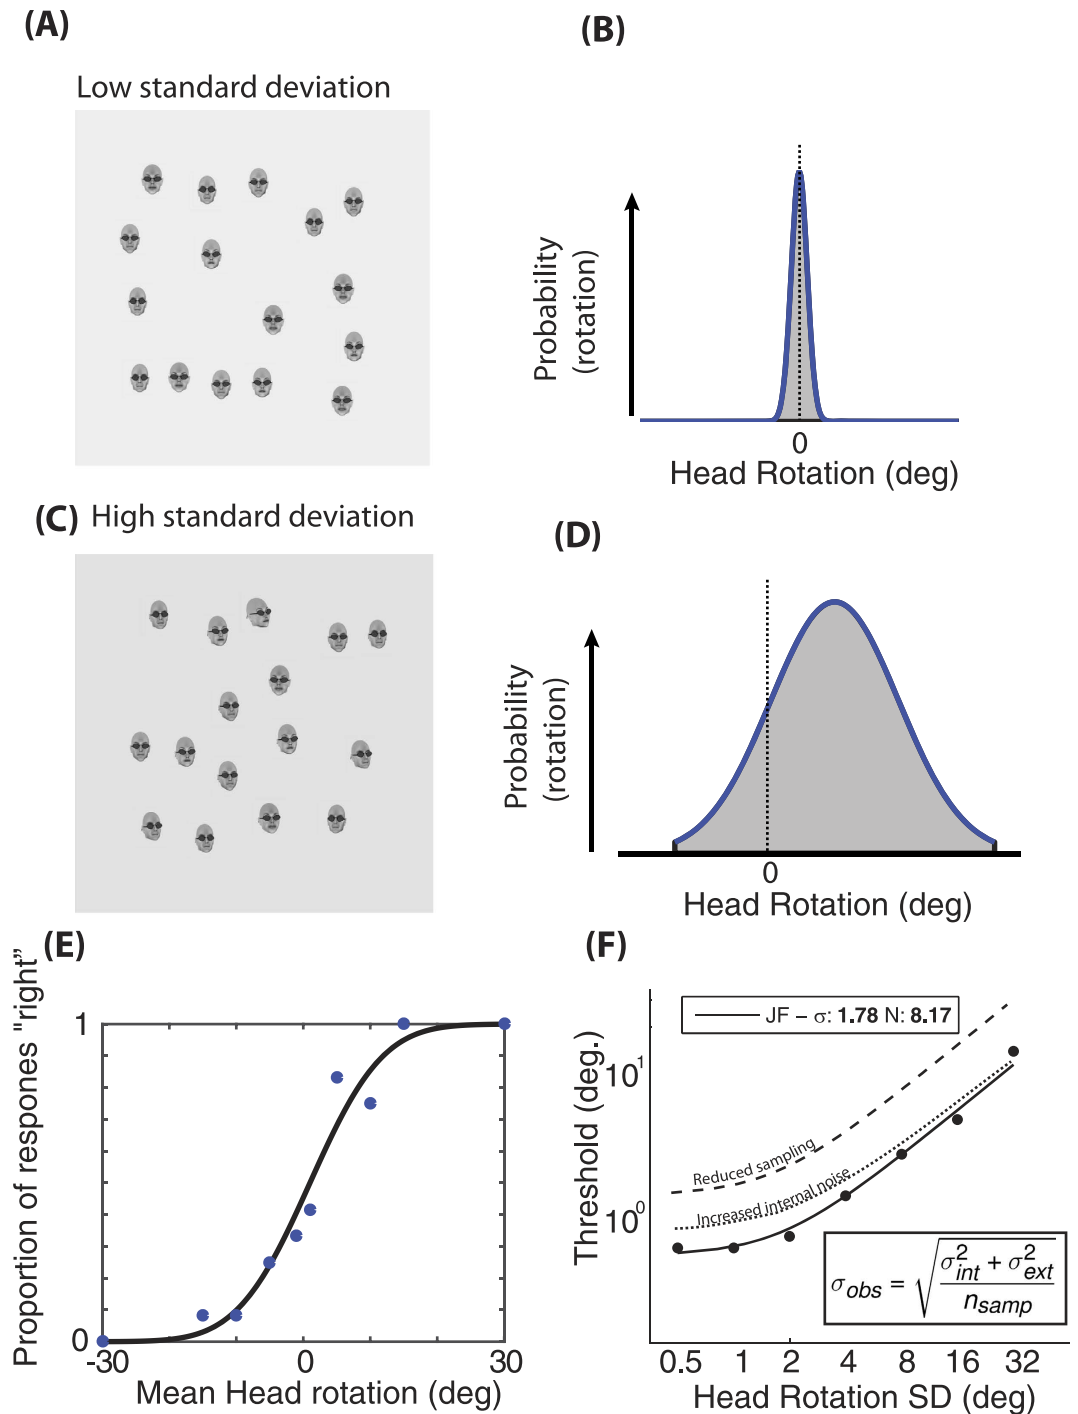 (A)
Low standard deviation
(B)
Probability
(rotation)
0
Head Rotation (deg)
(C) High standard deviation
(D)
Probability
(rotation)
0
Head Rotation (deg)
(E)
Proportion of respones "right”
1
0
-30
0
30
Mean Head rotation (deg)
(F)
JF – σ: 1.78 N: 8.17
Threshold (deg.)
10¹
10⁰
Reduced sampling
Increased internal noise
σobs = √((σ²int + σ²ext) / nsamp)
0.5 1 2 4 8 16 32
Head Rotation SD (deg)